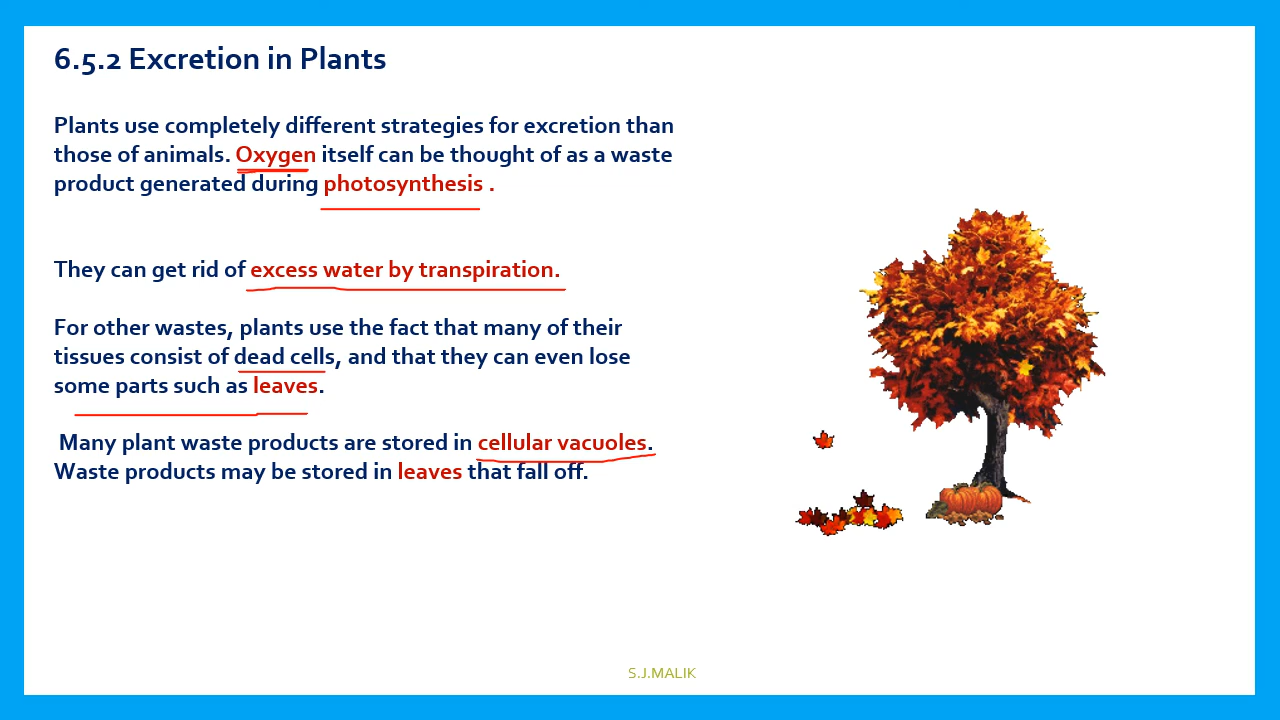 6.5.2 Excretion in Plants
Plants use completely different strategies for excretion than
those of animals. Oxygen itself can be thought of as a waste
product generated during photosynthesis .
They can get rid of excess water by transpiration.
For other wastes, plants use the fact that many of their
tissues consist of dead cells, and that they can even lose
some parts such as leaves.
Many plant waste products are stored in cellular vacuoles.
Waste products may be stored in leaves that fall off.
S.J.MALIK